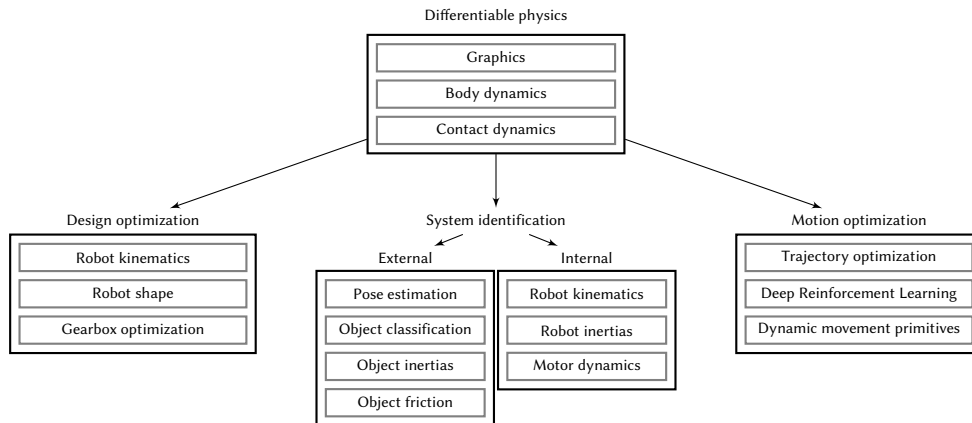 Differentiable physics
Graphics
Body dynamics
Contact dynamics
Design optimization
Robot kinematics
Robot shape
Gearbox optimization
System identification
External
Pose estimation
Object classification
Object inertias
Object friction
Internal
Robot kinematics
Robot inertias
Motor dynamics
Motion optimization
Trajectory optimization
Deep Reinforcement Learning
Dynamic movement primitives